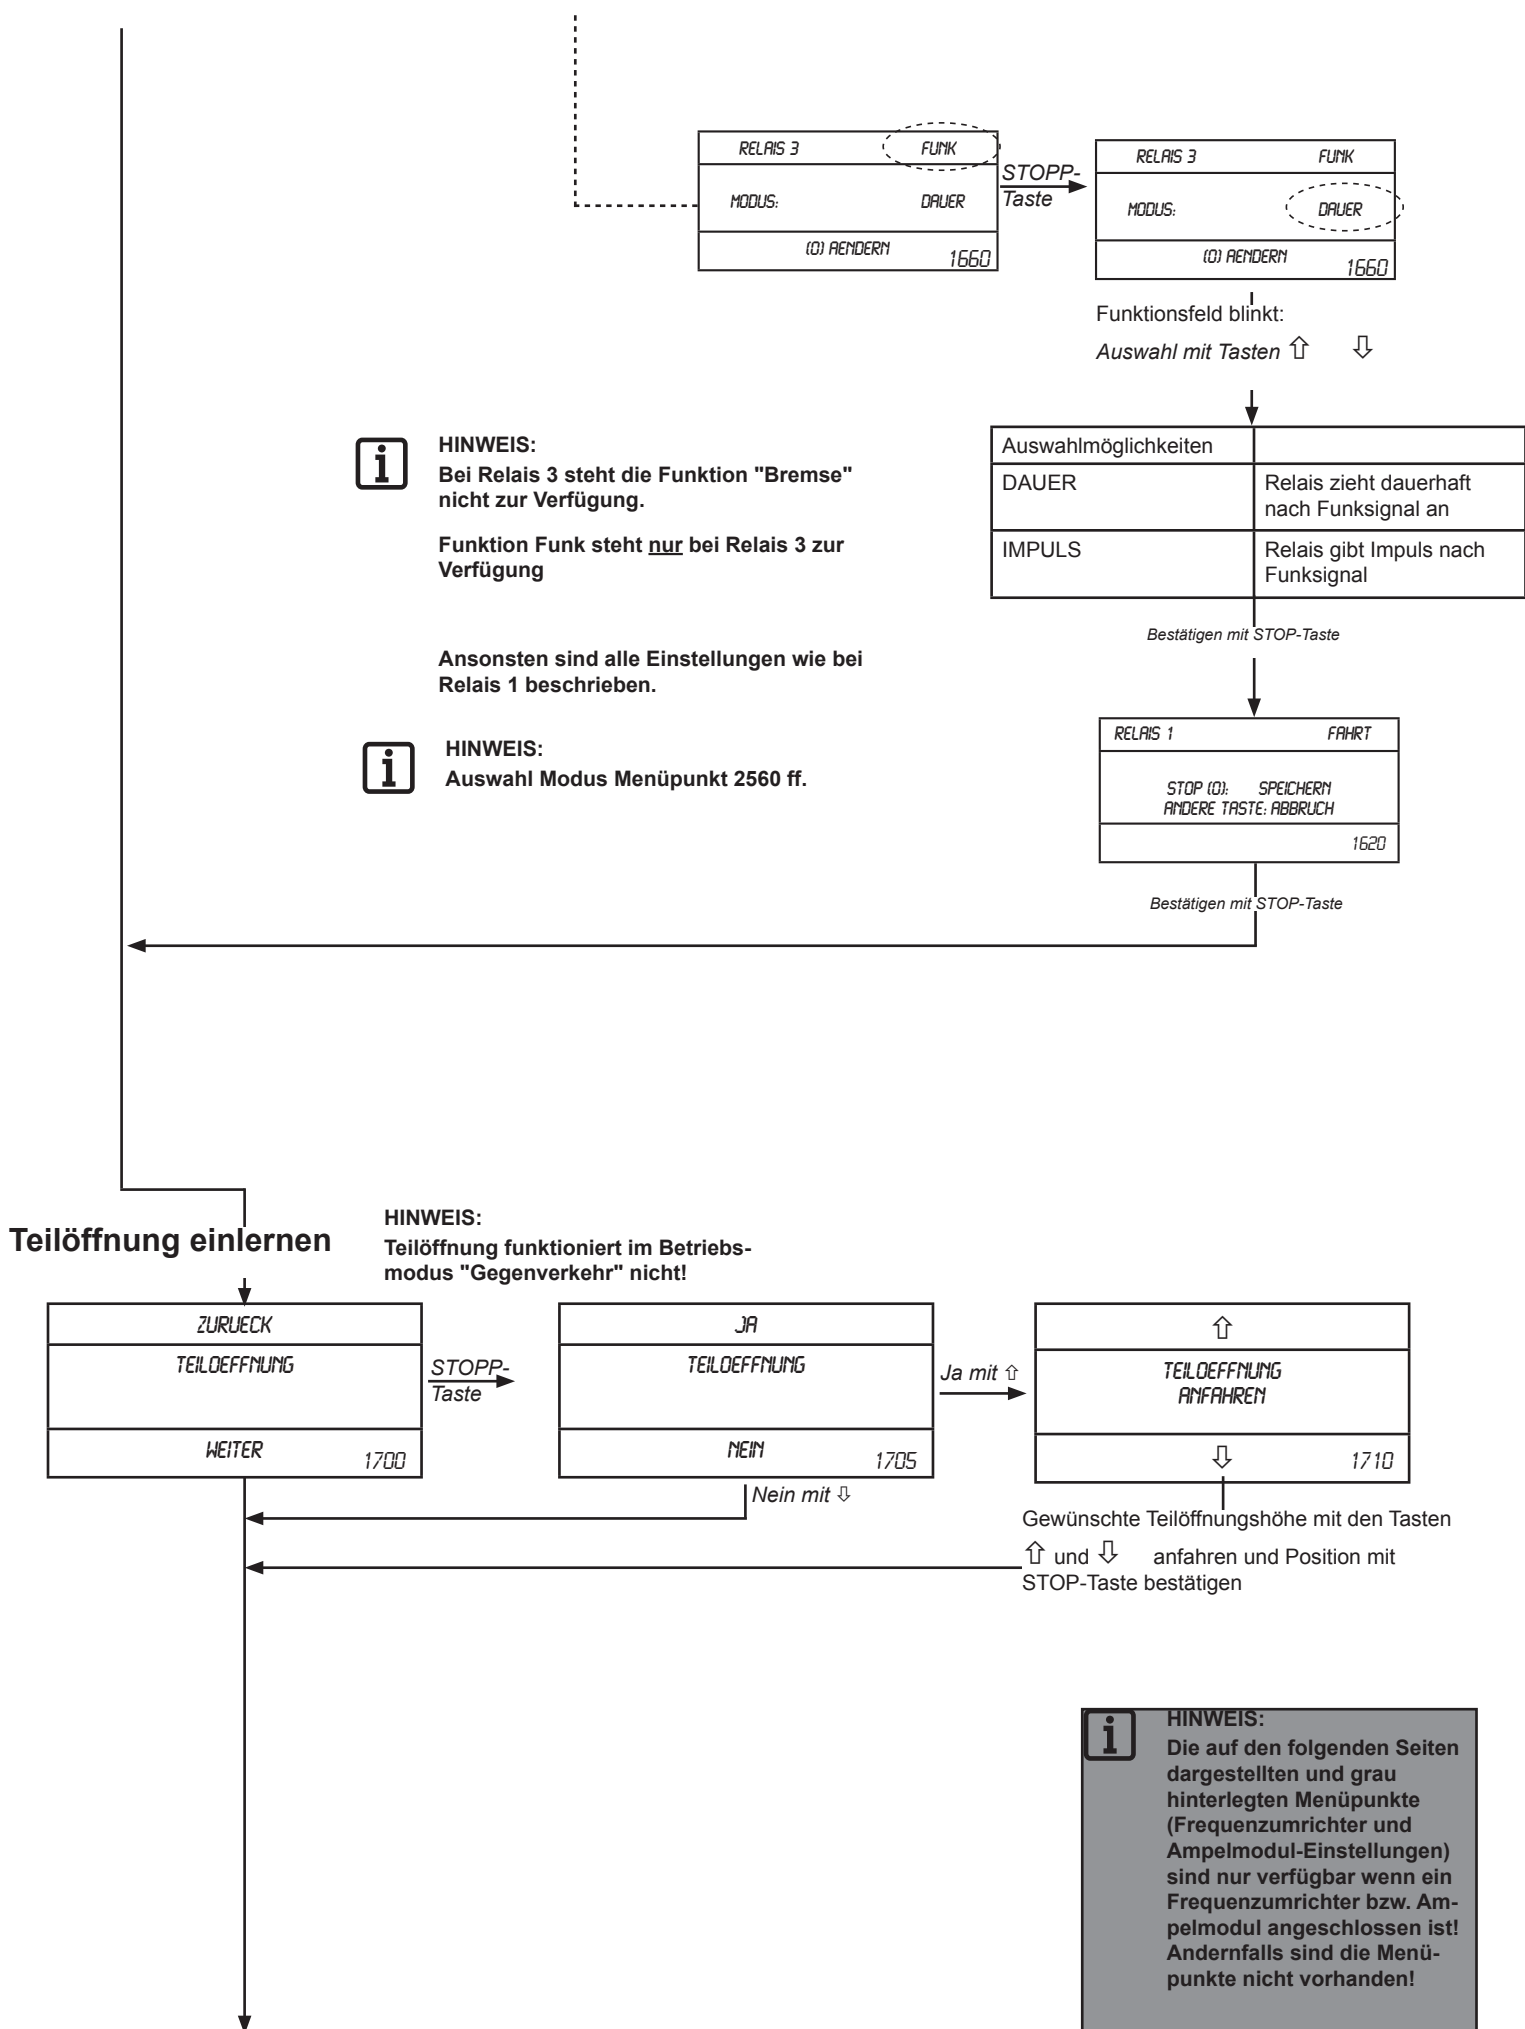 RELAIS 3 FUNK
MODUS: DAUER
(0) AENDERN 1660
STOPP-
Taste
RELAIS 3 FUNK
MODUS: DAUER
(0) AENDERN 1660
Funktionsfeld blinkt:
Auswahl mit Tasten ⇧ ⇩
Auswahlmöglichkeiten
DAUER Relais zieht dauerhaft
nach Funksignal an
IMPULS Relais gibt Impuls nach
Funksignal
Bestätigen mit STOP-Taste
HINWEIS:
Bei Relais 3 steht die Funktion "Bremse"
nicht zur Verfügung.
Funktion Funk steht nur bei Relais 3 zur
Verfügung
Ansonsten sind alle Einstellungen wie bei
Relais 1 beschrieben.
HINWEIS:
Auswahl Modus Menüpunkt 2560 ff.
RELAIS 1 FAHRT
STOP (0): SPEICHERN
ANDERE TASTE: ABBRUCH
1620
Bestätigen mit STOP-Taste
Teilöffnung einlernen
HINWEIS:
Teilöffnung funktioniert im Betriebs-
modus "Gegenverkehr" nicht!
ZURUECK
TEILOEFFNUNG
WEITER 1700
STOPP-
Taste
JA
TEILOEFFNUNG
NEIN 1705
Nein mit ⇩
Ja mit ⇧
⇧
TEILOEFFNUNG
ANFAHREN
⇩ 1710
Gewünschte Teilöffnungshöhe mit den Tasten
⇧ und ⇩ anfahren und Position mit
STOP-Taste bestätigen
HINWEIS:
Die auf den folgenden Seiten
dargestellten und grau
hinterlegten Menüpunkte
(Frequenzumrichter und
Ampelmodul-Einstellungen)
sind nur verfügbar wenn ein
Frequenzumrichter bzw. Am-
pelmodul angeschlossen ist!
Andernfalls sind die Menü-
punkte nicht vorhanden!